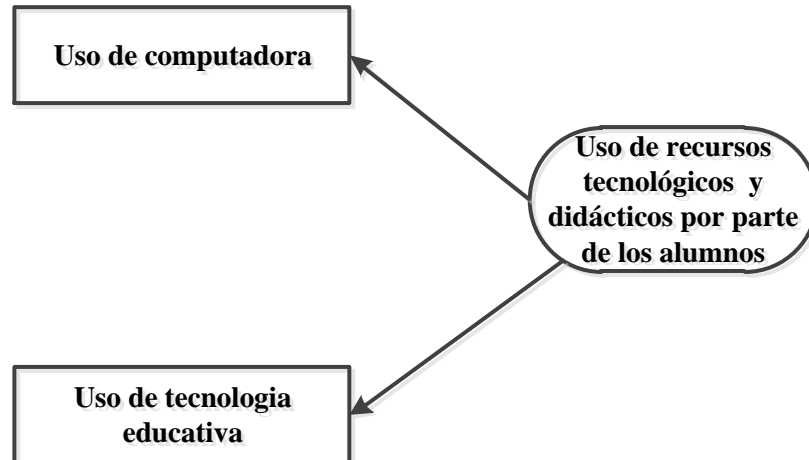 Uso de computadora
Uso de recursos
tecnológicos y
didácticos por parte
de los alumnos
Uso de tecnologia
educativa